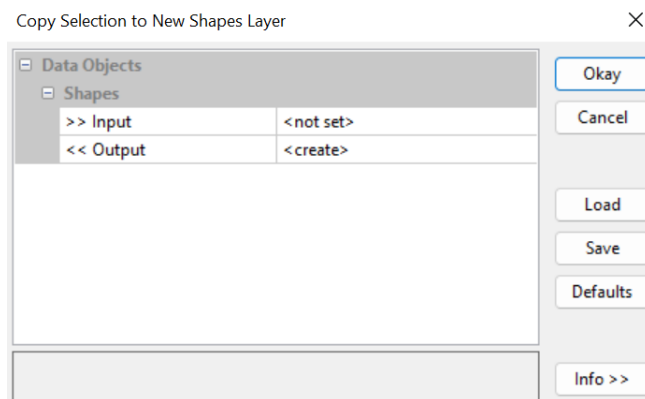 Copy Selection to New Shapes Layer
Data Objects
Shapes
>> Input <not set>
<< Output <create>
Okay
Cancel
Load
Save
Defaults
Info >>